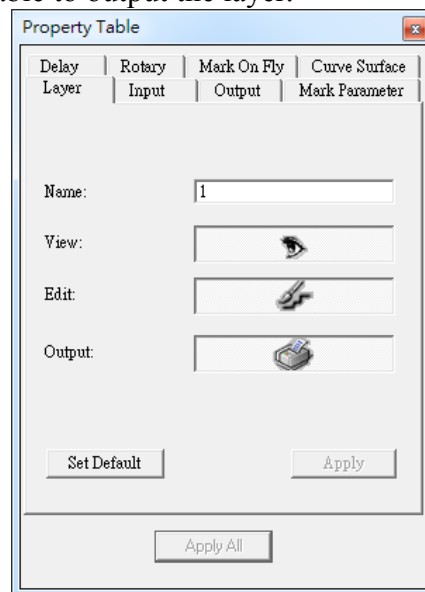 to output the layer.
Property Table
Delay Rotary Mark On Fly Curve Surface
Layer Input Output Mark Parameter
Name: 1
View:
Edit:
Output:
Set Default Apply
Apply All